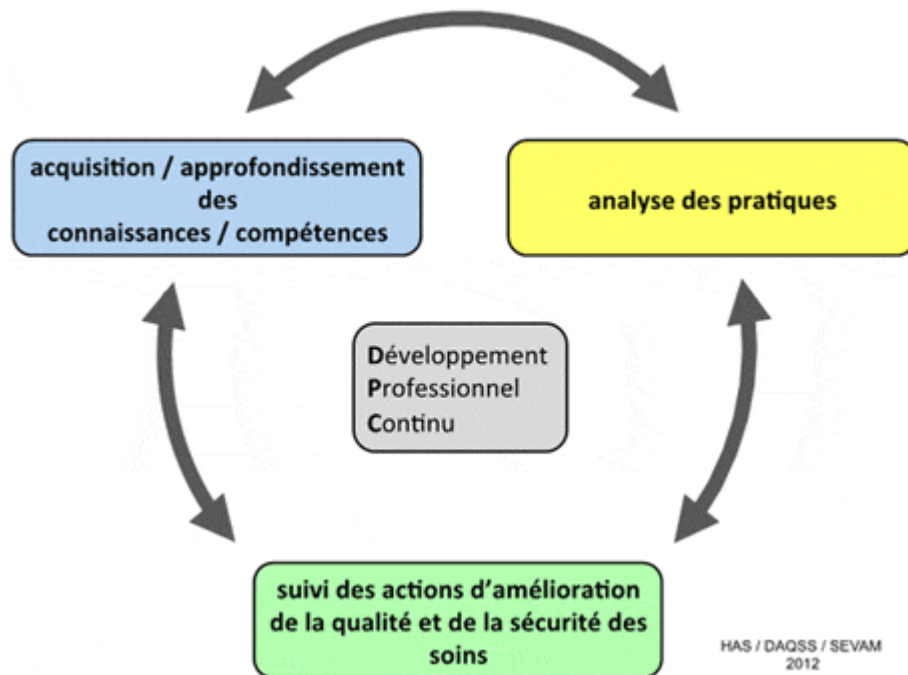 acquisition / approfondissement
des
connaissances / compétences
analyse des pratiques
Développement
Professionnel
Continu
suivi des actions d'amélioration
de la qualité et de la sécurité des
soins
HAS / DAQSS / SEVAM
2012